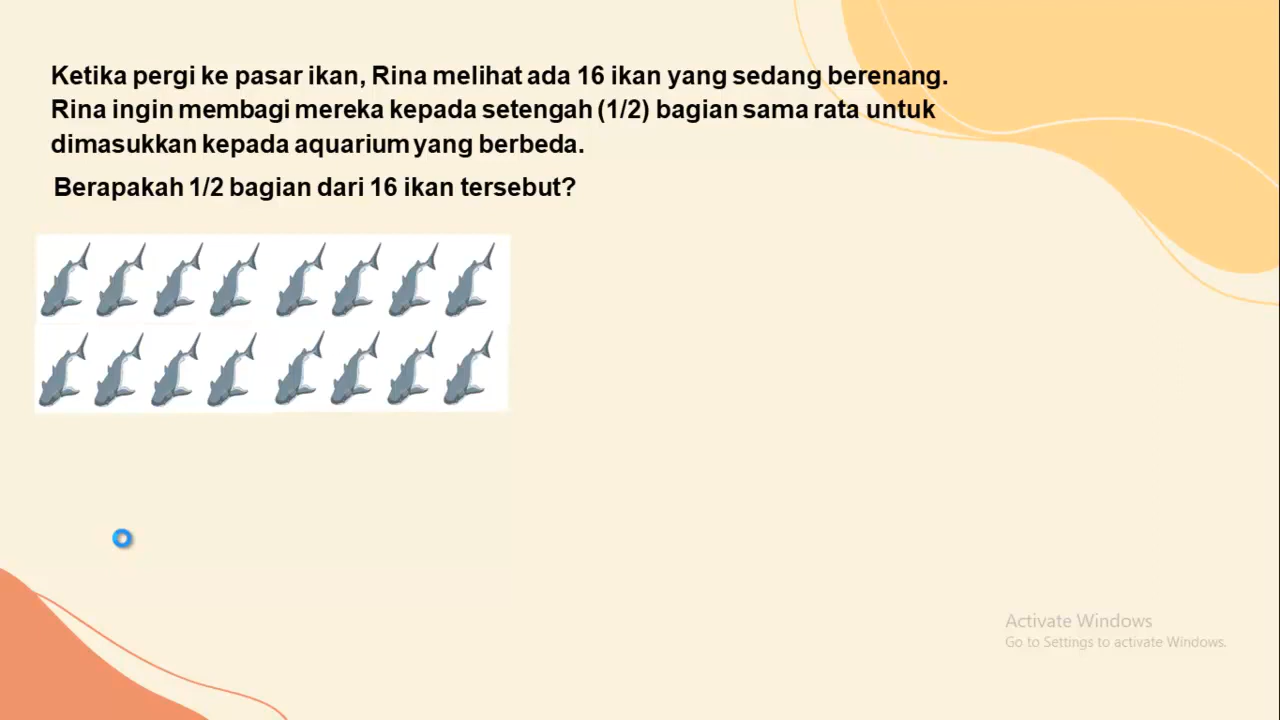 Ketika pergi ke pasar ikan, Rina melihat ada 16 ikan yang sedang berenang.
Rina ingin membagi mereka kepada setengah (1/2) bagian sama rata untuk
dimasukkan kepada aquarium yang berbeda.
Berapakah 1/2 bagian dari 16 ikan tersebut?
Activate Windows
Go to Settings to activate Windows.